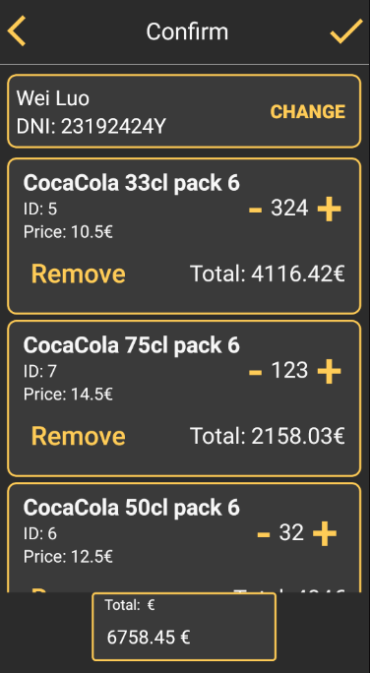 Confirm
Wei Luo
DNI: 23192424Y
CHANGE
CocaCola 33cl pack 6
ID: 5
- 324 +
Price: 10.5€
Remove
Total: 4116.42€
CocaCola 75cl pack 6
ID: 7
- 123 +
Price: 14.5€
Remove
Total: 2158.03€
CocaCola 50cl pack 6
ID: 6
- 32 +
Price: 12.5€
Total: €
6758.45 €